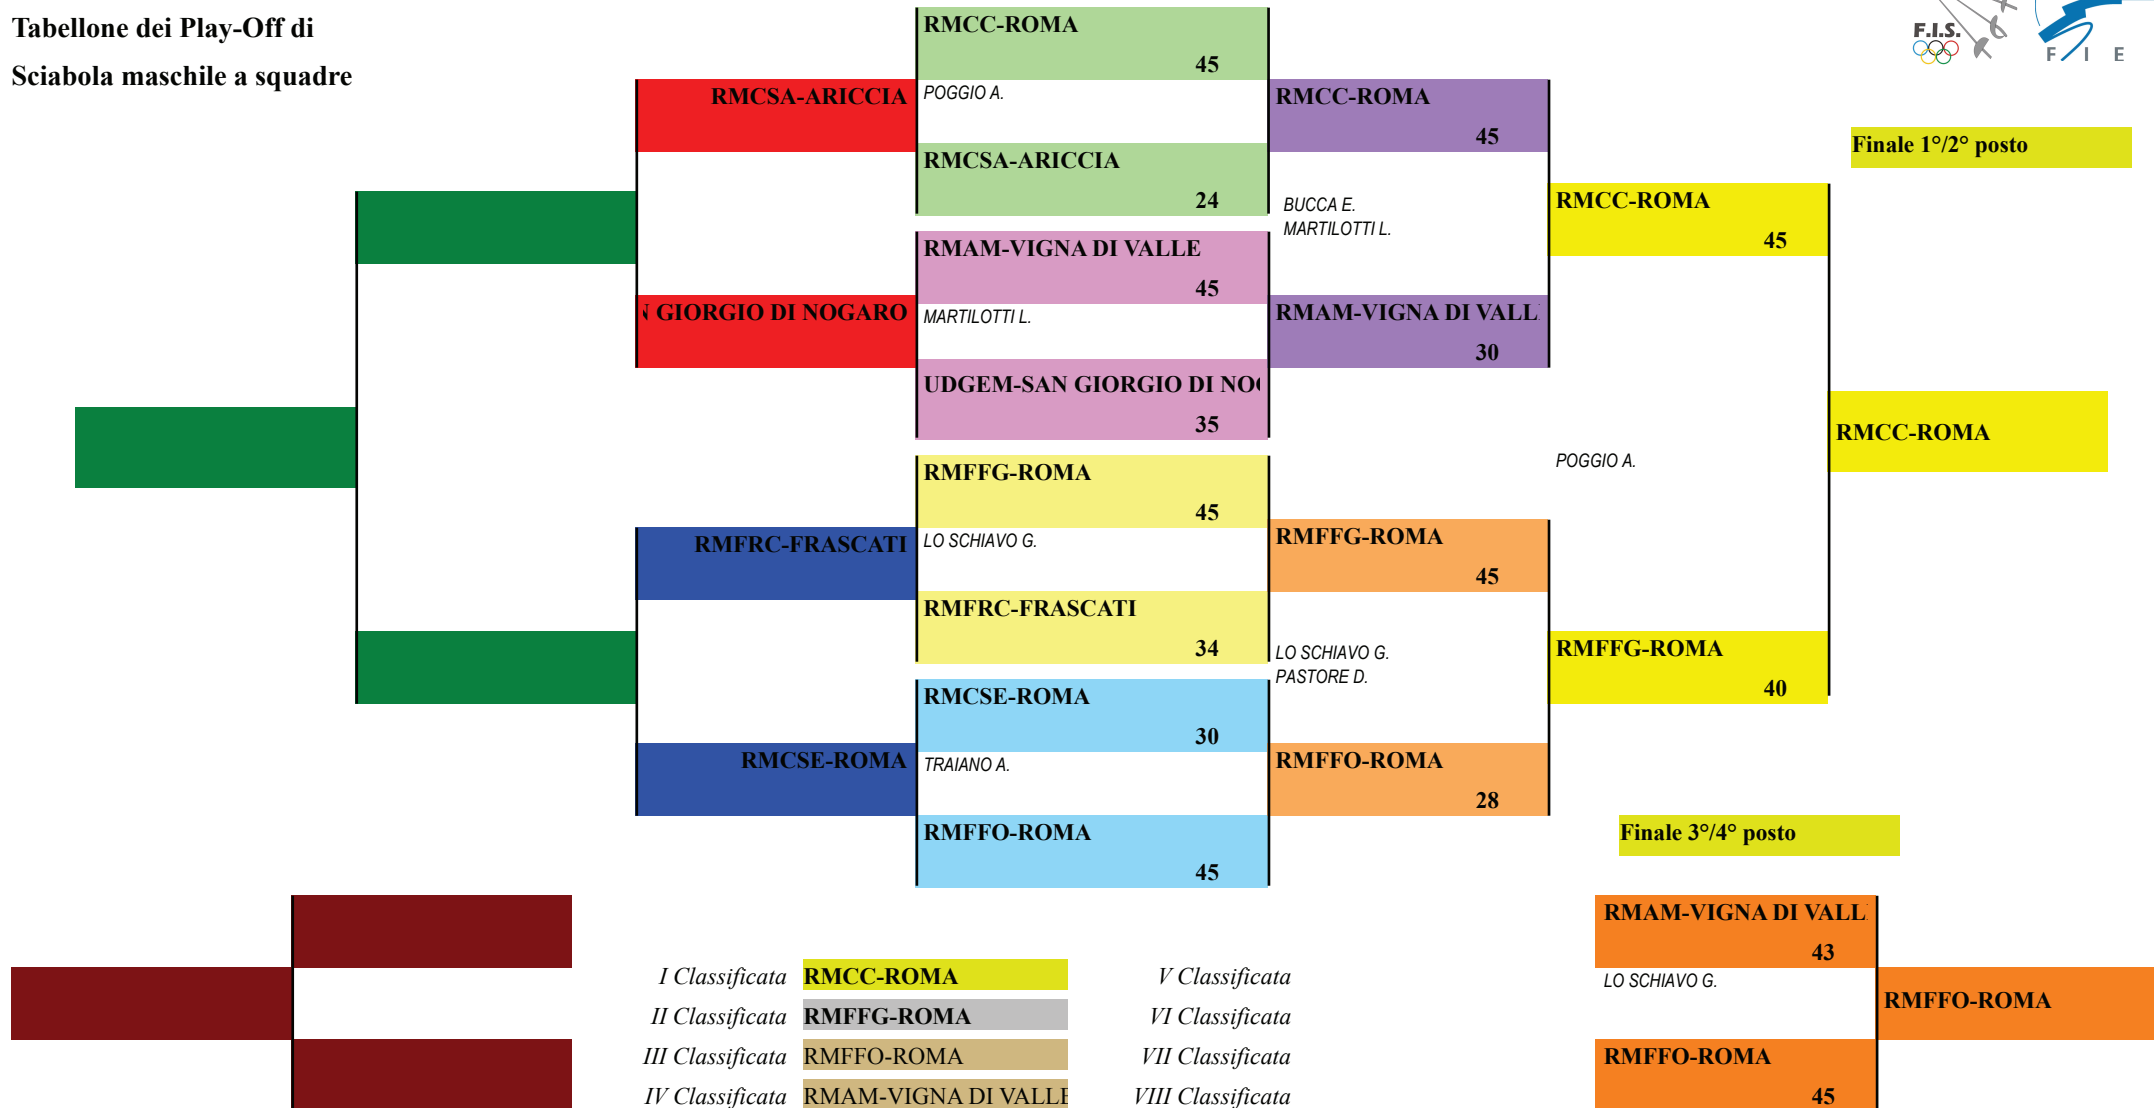 Tabellone dei Play-Off di
Sciabola maschile a squadre
F.I.S.
F I E
RMCSA-ARICCIA
GIORGIO DI NOGARO
RMFRC-FRASCATI
RMCSE-ROMA
RMCC-ROMA
45
POGGIO A.
RMCSA-ARICCIA
24
RMAM-VIGNA DI VALLE
45
MARTILOTTI L.
UDGEM-SAN GIORGIO DI
35
RMFFG-ROMA
45
LO SCHIAVO G.
RMFRC-FRASCATI
34
RMCSE-ROMA
30
TRAIANO A.
RMFFO-ROMA
45
RMCC-ROMA
45
BUCCA E.
MARTILOTTI L.
RMAM-VIGNA DI VALL
30
RMFFG-ROMA
45
LO SCHIAVO G.
PASTORE D.
RMFFO-ROMA
28
Finale 1°/2° posto
RMCC-ROMA
45
POGGIO A.
RMFFG-ROMA
40
RMCC-ROMA
Finale 3°/4° posto
RMAM-VIGNA DI VALL
43
LO SCHIAVO G.
RMFFO-ROMA
45
RMFFO-ROMA
I Classificata RMCC-ROMA
II Classificata RMFFG-ROMA
III Classificata RMFFO-ROMA
IV Classificata RMAM-VIGNA DI VALLE
V Classificata
VI Classificata
VII Classificata
VIII Classificata